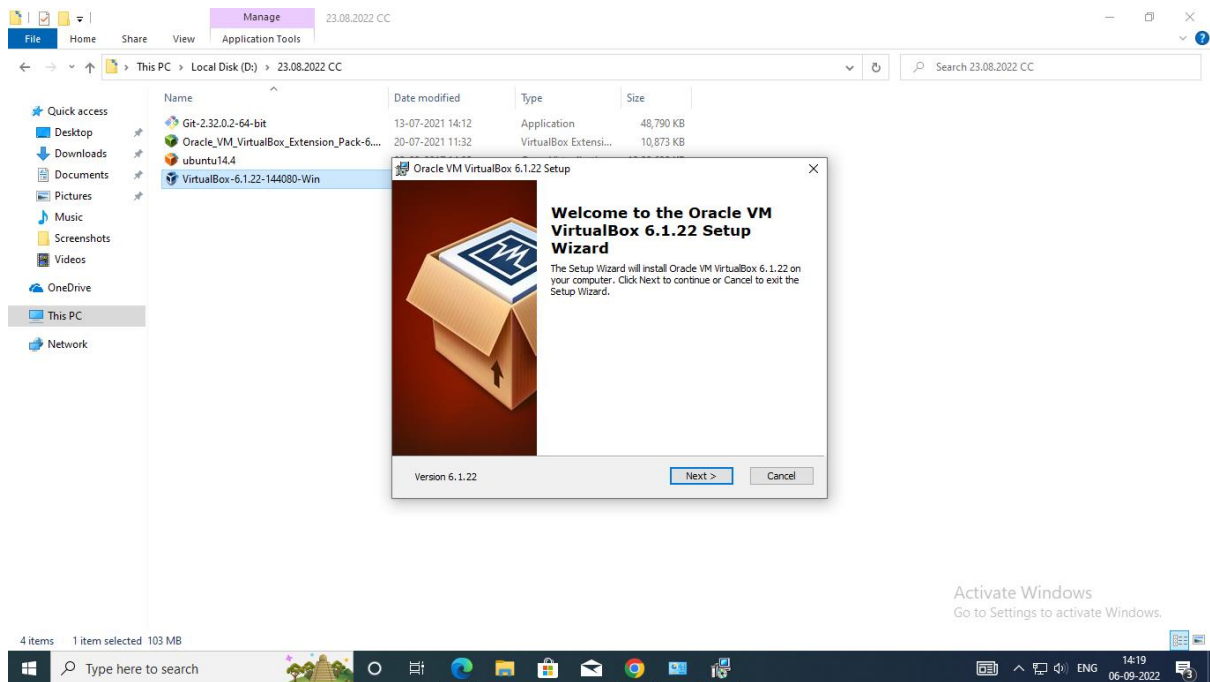 Manage
23.08.2022 CC
File Home Share View Application Tools
This PC > Local Disk (D:) > 23.08.2022 CC
Search 23.08.2022 CC
Name Date modified Type Size
Quick access
Desktop
Downloads
Documents
Pictures
Music
Screenshots
Videos
OneDrive
This PC
Network
Git-2.32.0.2-64-bit 13-07-2021 14:12 Application 48,790 KB
Oracle_VM_VirtualBox_Extension_Pack-6.... 20-07-2021 11:32 VirtualBox Extensi... 10,873 KB
ubuntu14.4
VirtualBox-6.1.22-144080-Win
Oracle VM VirtualBox 6.1.22 Setup
Welcome to the Oracle VM
VirtualBox 6.1.22 Setup
Wizard
The Setup Wizard will install Oracle VM VirtualBox 6.1.22 on
your computer. Click Next to continue or Cancel to exit the
Setup Wizard.
Version 6.1.22
Next >
Cancel
Activate Windows
Go to Settings to activate Windows.
4 items 1 item selected 103 MB
Type here to search
ENG
14:19
06-09-2022
3